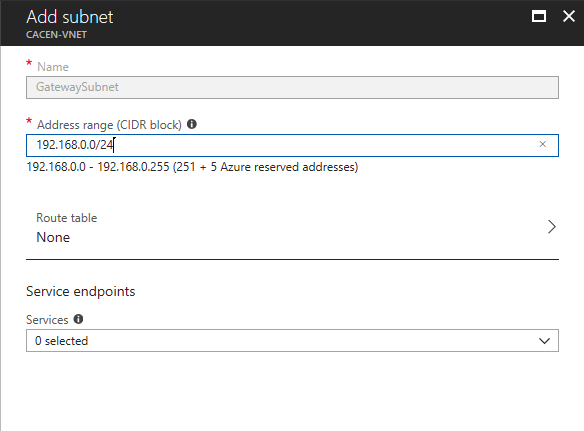 Add subnet
CACEN-VNET
* Name
GatewaySubnet
* Address range (CIDR block)
192.168.0.0/24
192.168.0.0 - 192.168.0.255 (251 + 5 Azure reserved addresses)
Route table
None
Service endpoints
Services
0 selected